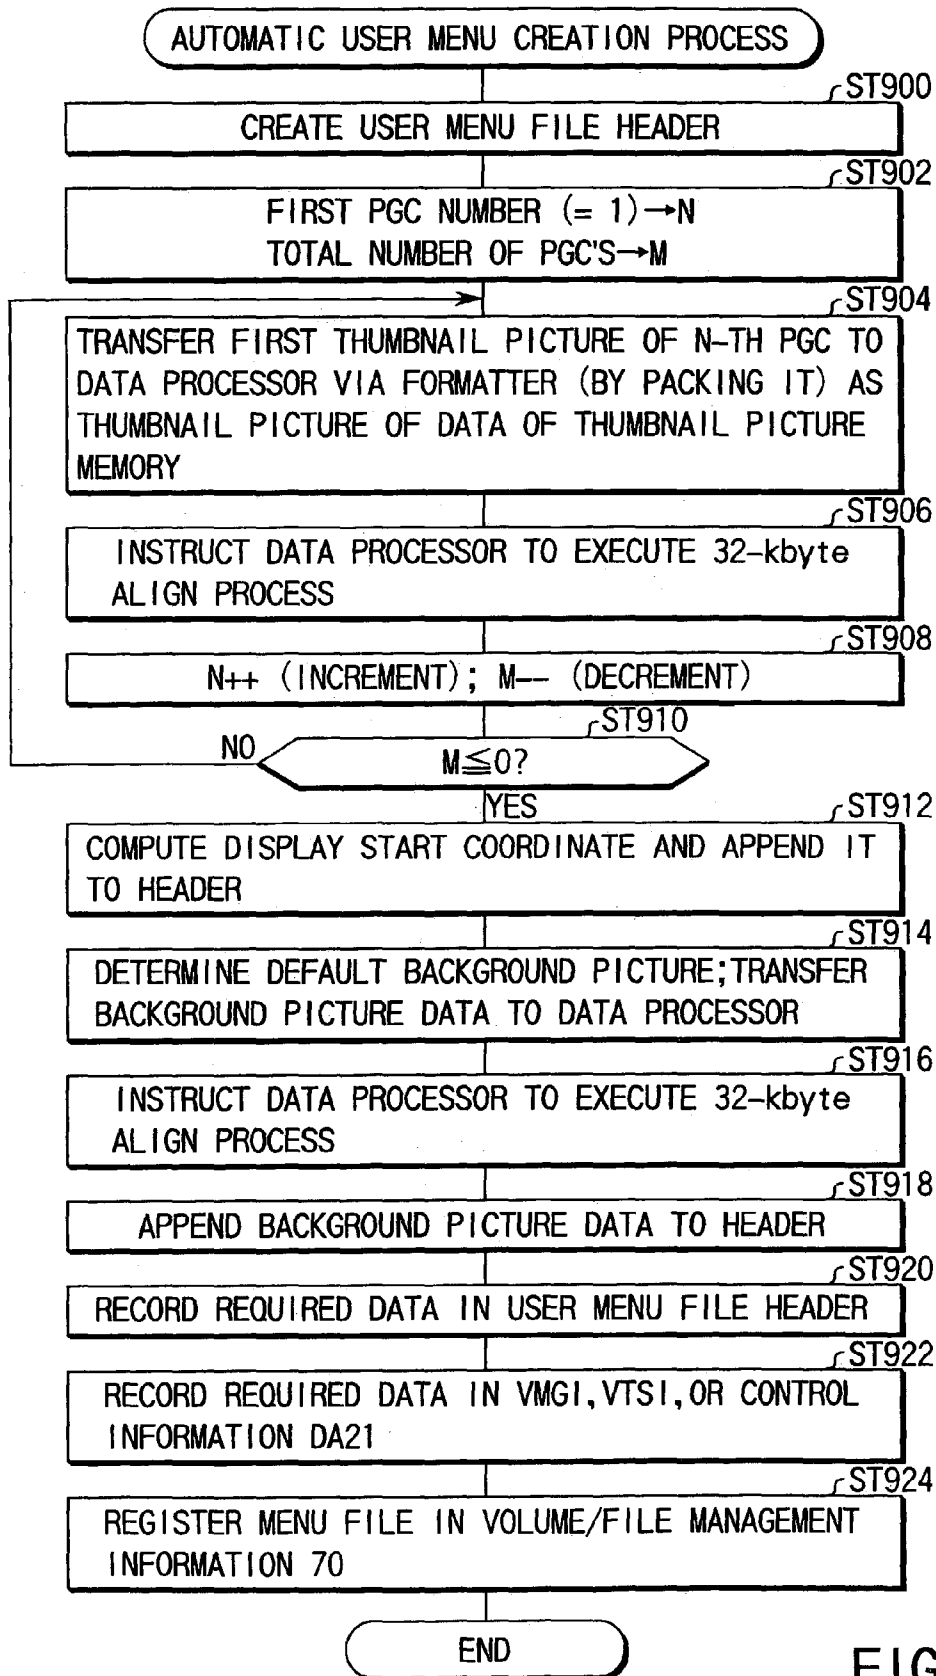 AUTOMATIC USER MENU CREATION PROCESS
ST900
CREATE USER MENU FILE HEADER
ST902
FIRST PGC NUMBER (= 1)→N
TOTAL NUMBER OF PGC'S→M
ST904
TRANSFER FIRST THUMBNAIL PICTURE OF N-TH PGC TO
DATA PROCESSOR VIA FORMATTER (BY PACKING IT) AS
THUMBNAIL PICTURE OF DATA OF THUMBNAIL PICTURE
MEMORY
ST906
INSTRUCT DATA PROCESSOR TO EXECUTE 32-kbyte
ALIGN PROCESS
ST908
N++ (INCREMENT); M-- (DECREMENT)
ST910
NO
M≦0?
YES
ST912
COMPUTE DISPLAY START COORDINATE AND APPEND IT
TO HEADER
ST914
DETERMINE DEFAULT BACKGROUND PICTURE;TRANSFER
BACKGROUND PICTURE DATA TO DATA PROCESSOR
ST916
INSTRUCT DATA PROCESSOR TO EXECUTE 32-kbyte
ALIGN PROCESS
ST918
APPEND BACKGROUND PICTURE DATA TO HEADER
ST920
RECORD REQUIRED DATA IN USER MENU FILE HEADER
ST922
RECORD REQUIRED DATA IN VMGI,VTSI,OR CONTROL
INFORMATION DA21
ST924
REGISTER MENU FILE IN VOLUME/FILE MANAGEMENT
INFORMATION 70
END
FIG